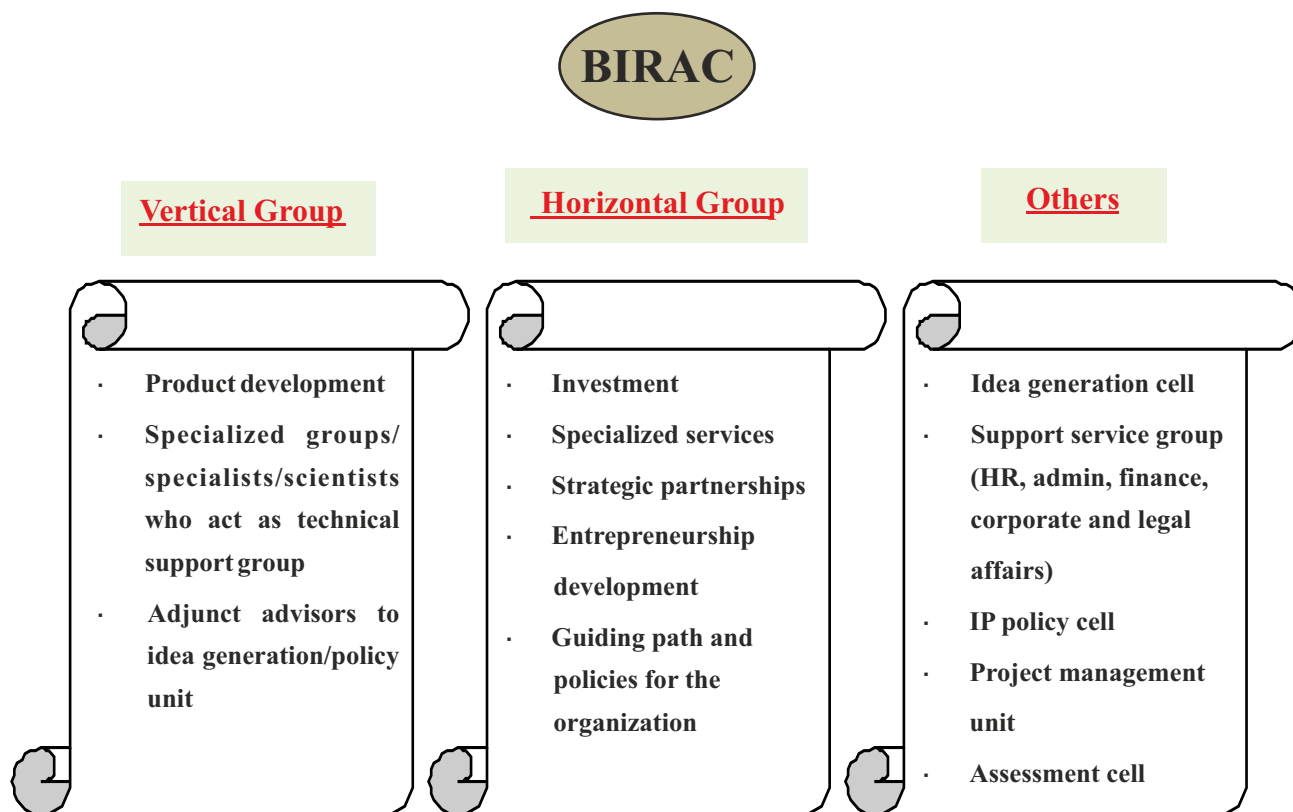 BIRAC
Vertical Group
· Product development
· Specialized groups/
specialists/scientists
who act as technical
support group
· Adjunct advisors to
idea generation/policy
unit
Horizontal Group
· Investment
· Specialized services
· Strategic partnerships
· Entrepreneurship
development
· Guiding path and
policies for the
organization
Others
· Idea generation cell
· Support service group
(HR, admin, finance,
corporate and legal
affairs)
· IP policy cell
· Project management
unit
· Assessment cell